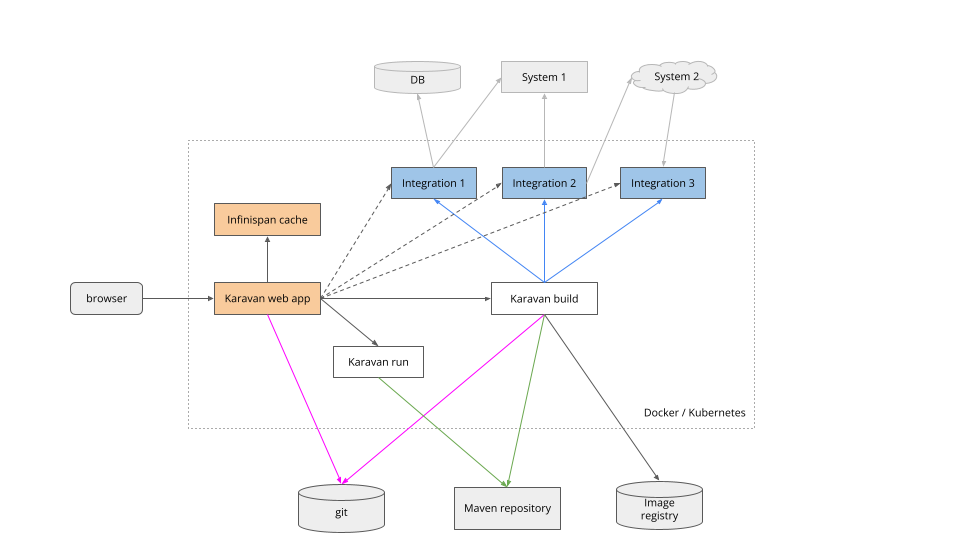 DB
System 1
System 2
Integration 1
Integration 2
Integration 3
Infinispan cache
browser
Karavan web app
Karavan build
Karavan run
Docker / Kubernetes
git
Maven repository
Image
registry